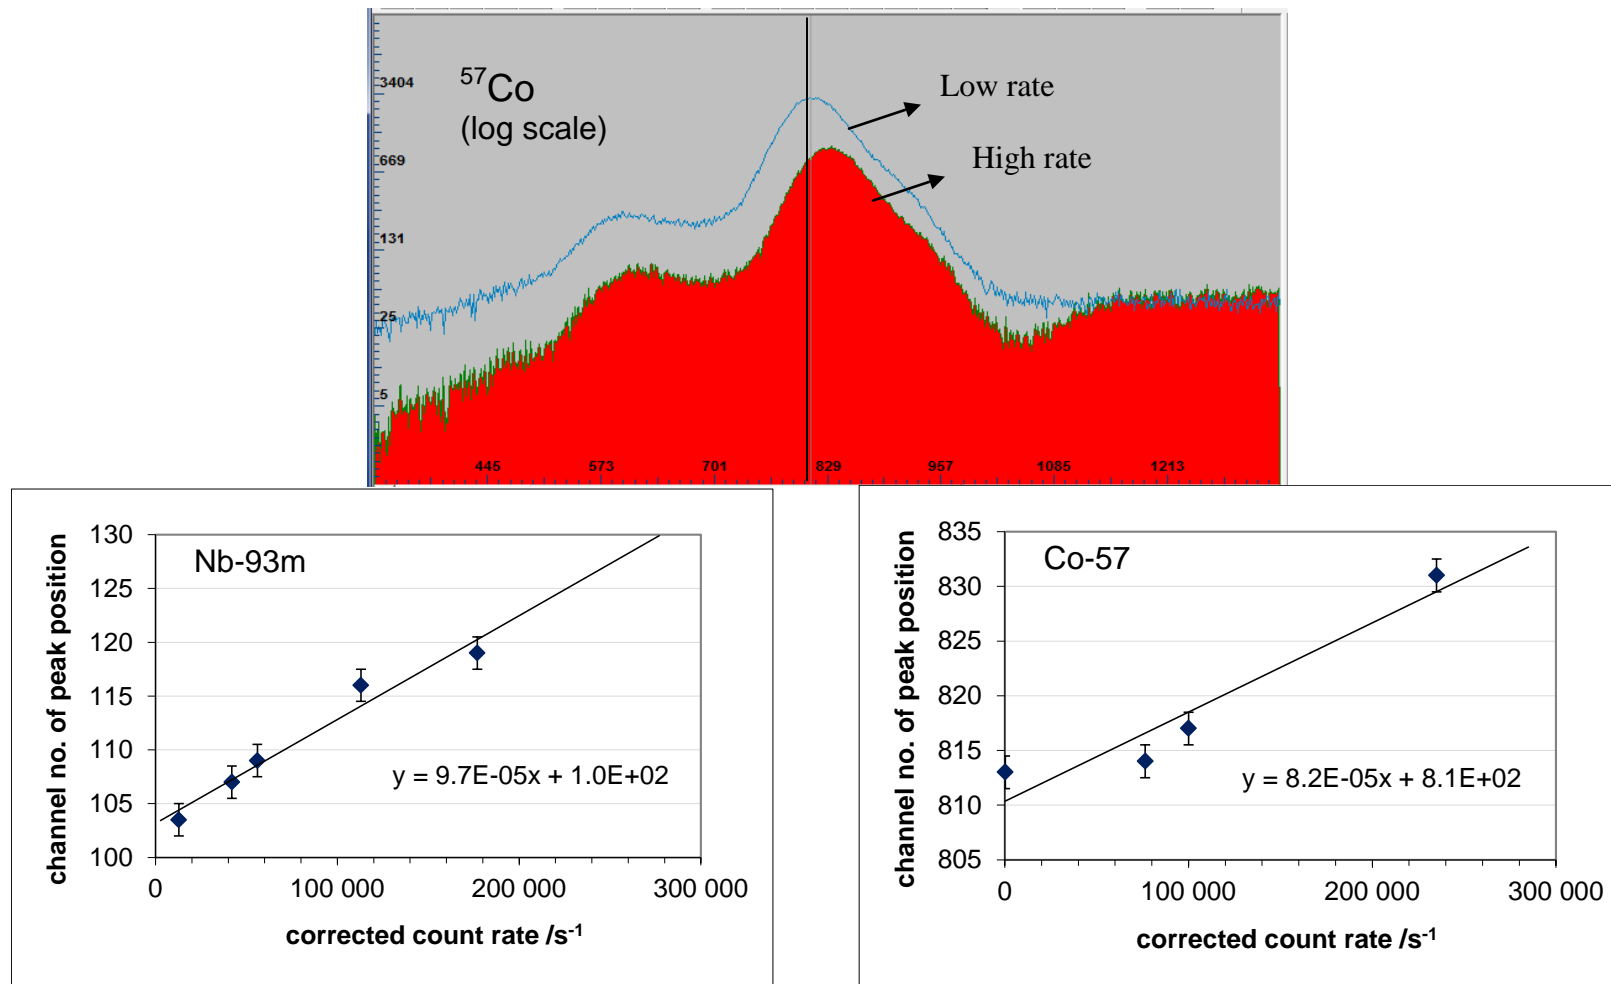 ⁵⁷Co
(log scale)
Low rate
High rate
3404
669
131
25
5
445
573
701
829
957
1085
1213
Nb-93m
channel no. of peak position
130
125
120
115
110
105
100
y = 9.7E-05x + 1.0E+02
0
100 000
200 000
300 000
corrected count rate /s⁻¹
Co-57
channel no. of peak position
835
830
825
820
815
810
805
y = 8.2E-05x + 8.1E+02
0
100 000
200 000
300 000
corrected count rate /s⁻¹